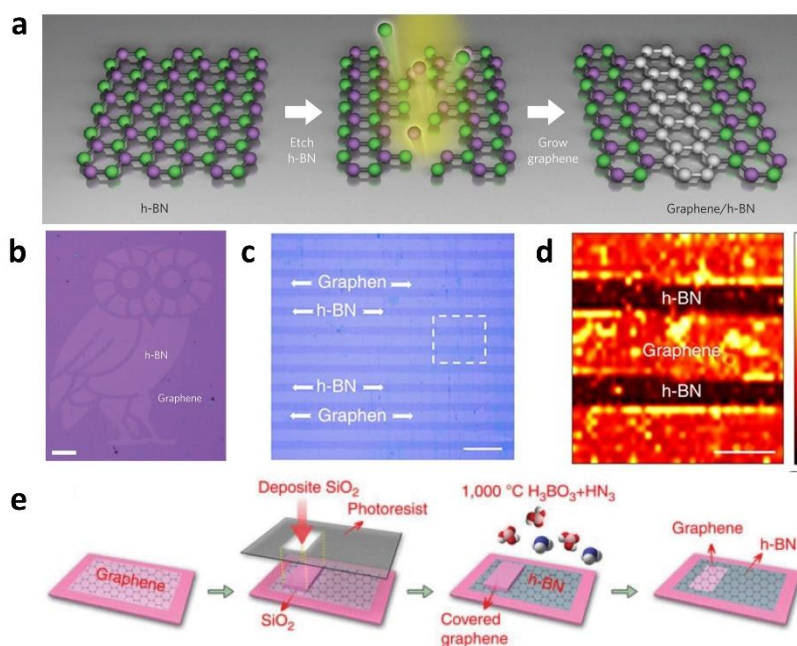 a
Etch
h-BN
Grow
graphene
h-BN
Graphene/h-BN
b
h-BN
Graphene
c
Graphen
h-BN
h-BN
Graphen
d
h-BN
Graphene
h-BN
e
Graphene
Deposite SiO2
Photoresist
SiO2
1,000 °C H3BO3+HN3
h-BN
Covered
graphene
Graphene
h-BN